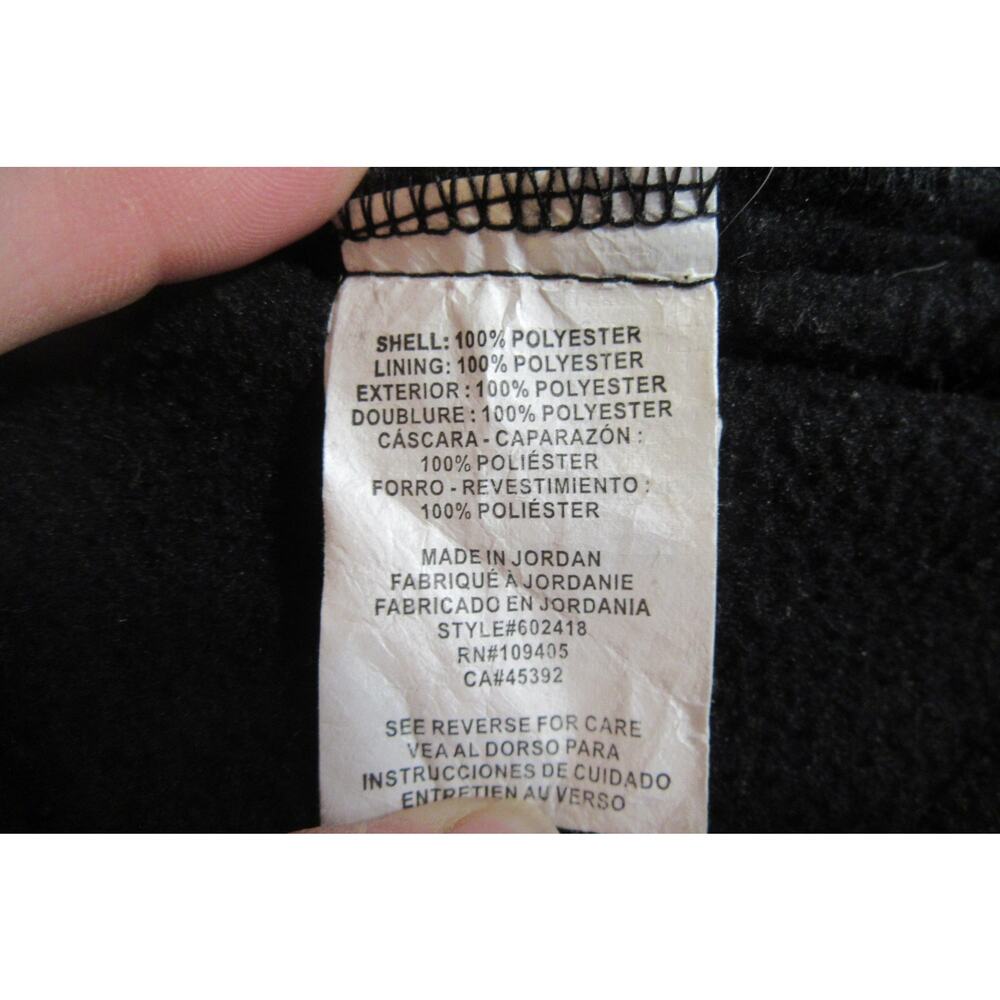 SHELL: 100% POLYESTER
LINING: 100% POLYESTER
EXTERIOR : 100% POLYESTER
DOUBLURE : 100% POLYESTER
CÁSCARA - CAPARAZÓN :
100% POLIÉSTER
FORRO - REVESTIMIENTO :
100% POLIÉSTER
MADE IN JORDAN
FABRIQUÉ À JORDANIE
FABRICADO EN JORDANIA
STYLE#602418
RN#109405
CA#45392
SEE REVERSE FOR CARE
VEA AL DORSO PARA
INSTRUCCIONES DE CUIDADO
ENTRETIEN AU VERSO